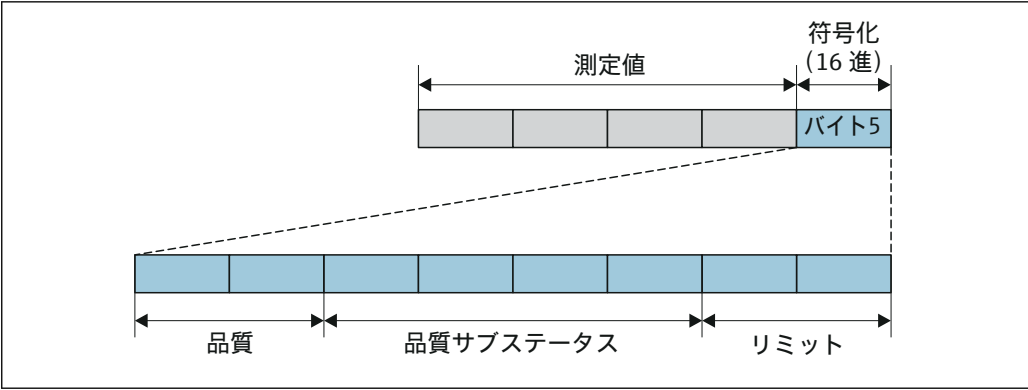 符号化
(16 進)
測定値
バイト5
品質
品質サブステータス
リミット